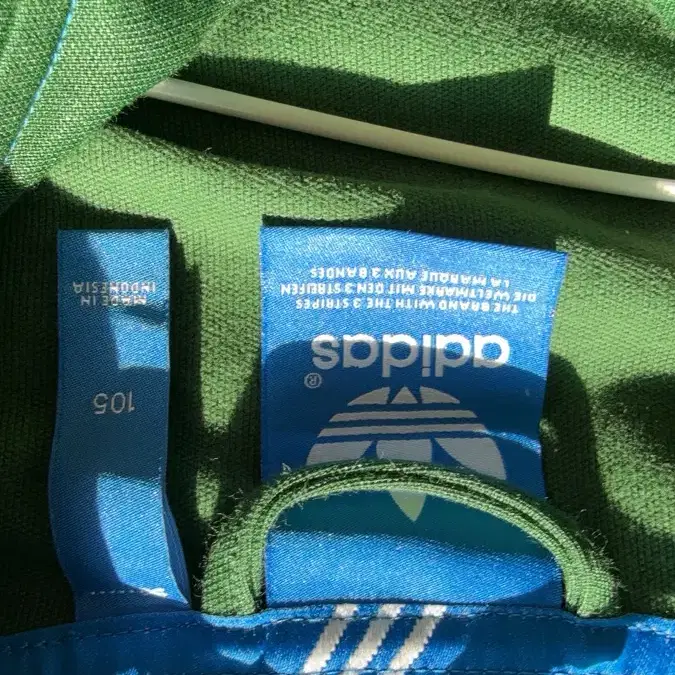 adidas®
THE BRAND WITH THE 3 STRIPES
DIE WELTMARKE MIT DEN 3 STREIFEN
LA MARQUE AUX 3 BANDES
105
MADE IN
INDONESIA